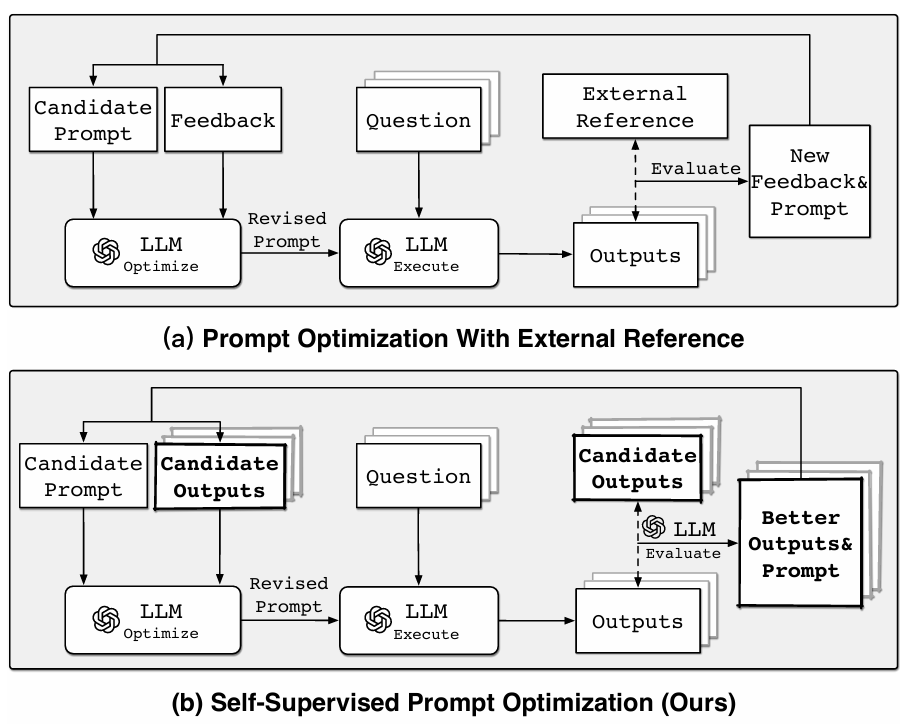 Candidate
Prompt
Feedback
Question
External
Reference
Evaluate
New
Feedback&
Prompt
LLM
Optimize
Revised
Prompt
LLM
Execute
Outputs
(a) Prompt Optimization With External Reference
Candidate
Prompt
Candidate
Outputs
Question
Candidate
Outputs
LLM
Evaluate
Better
Outputs&
Prompt
LLM
Optimize
Revised
Prompt
LLM
Execute
Outputs
(b) Self-Supervised Prompt Optimization (Ours)